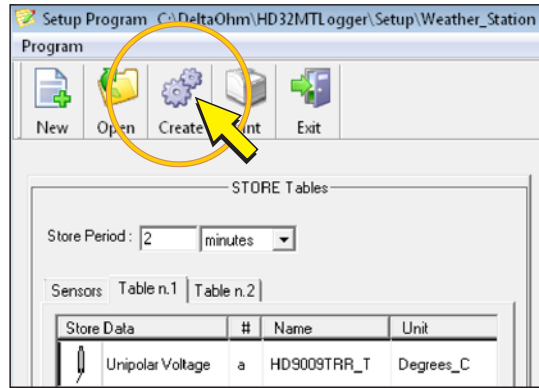 Setup Program C:\DeltaOhm\HD32MTLogger\Setup\Weather_Station
Program
New Open Create Print Exit
STORE Tables
Store Period : 2 minutes
Sensors Table n.1 Table n.2
Store Data # Name Unit
Unipolar Voltage a HD9009TRR_T Degrees_C